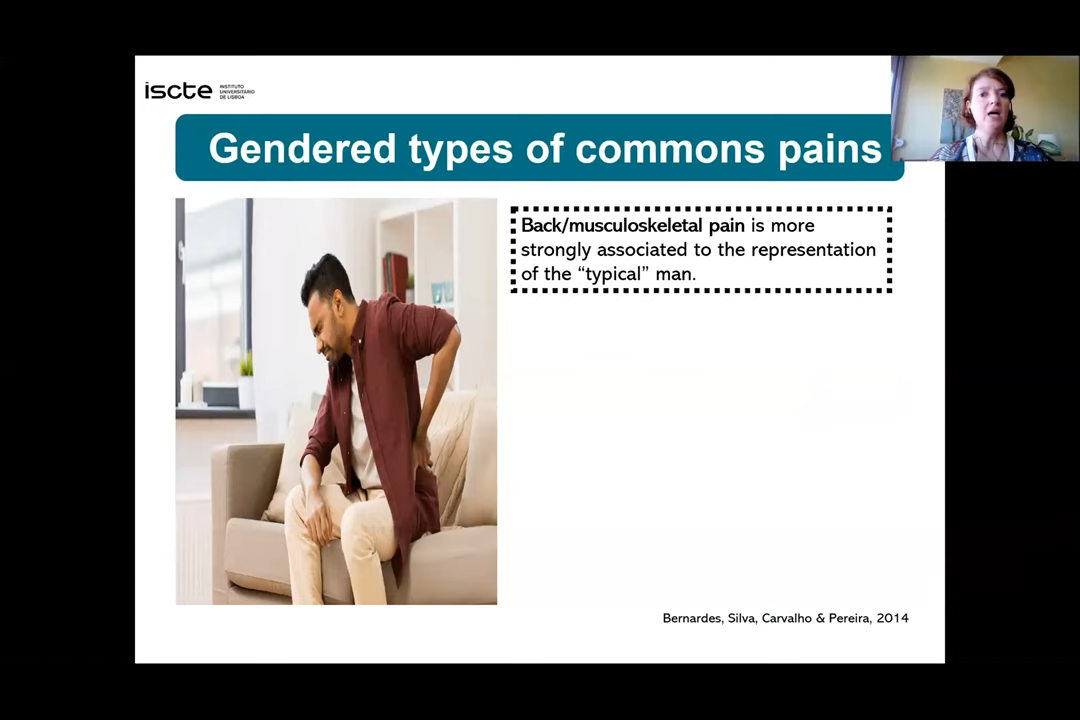 iscte
INSTITUTO
UNIVERSITÁRIO
DE LISBOA
Gendered types of commons pains
Back/musculoskeletal pain is more
strongly associated to the representation
of the “typical” man.
Bernardes, Silva, Carvalho & Pereira, 2014